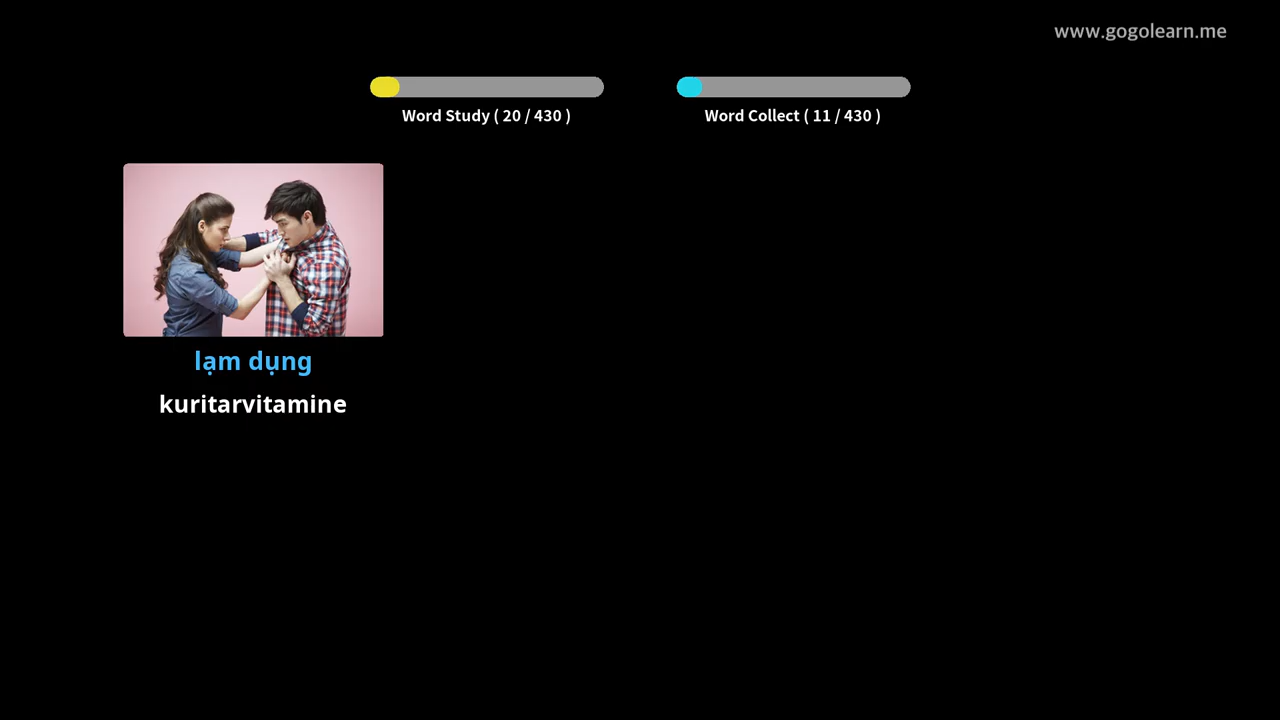 www.gogolearn.me
Word Study ( 20 / 430 )
Word Collect ( 11 / 430 )
lạm dụng
kuritarvitamine